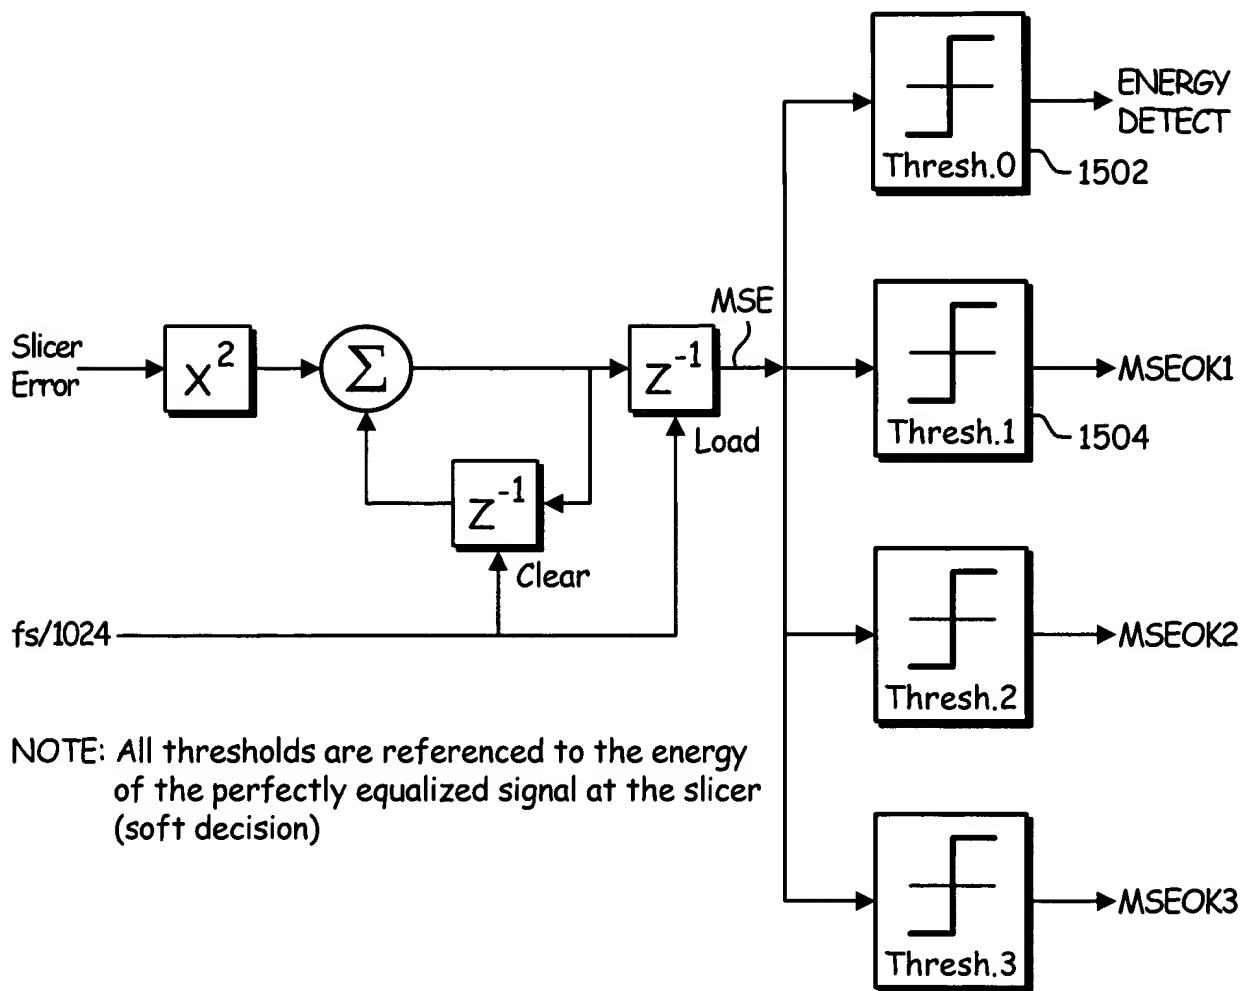 ENERGY
DETECT
Thresh.0
1502
MSE
Slicer
Error
X²
Σ
Z⁻¹
MSEOK1
Thresh.1
1504
Load
Z⁻¹
Clear
fs/1024
MSEOK2
Thresh.2
NOTE: All thresholds are referenced to the energy
of the perfectly equalized signal at the slicer
(soft decision)
MSEOK3
Thresh.3